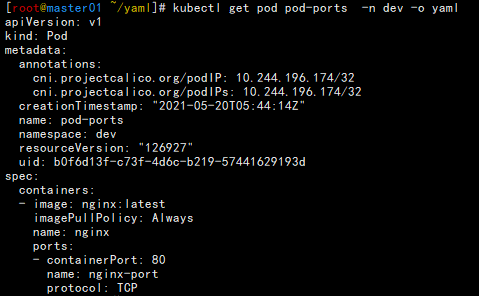 [root@master01 ~/yaml]# kubectl get pod pod-ports  -n dev -o yaml
apiVersion: v1
kind: Pod
metadata:
  annotations:
    cni.projectcalico.org/podIP: 10.244.196.174/32
    cni.projectcalico.org/podIPs: 10.244.196.174/32
  creationTimestamp: "2021-05-20T05:44:14Z"
  name: pod-ports
  namespace: dev
  resourceVersion: "126927"
  uid: b0f6d13f-c73f-4d6c-b219-57441629193d
spec:
  containers:
  - image: nginx:latest
    imagePullPolicy: Always
    name: nginx
    ports:
    - containerPort: 80
      name: nginx-port
      protocol: TCP